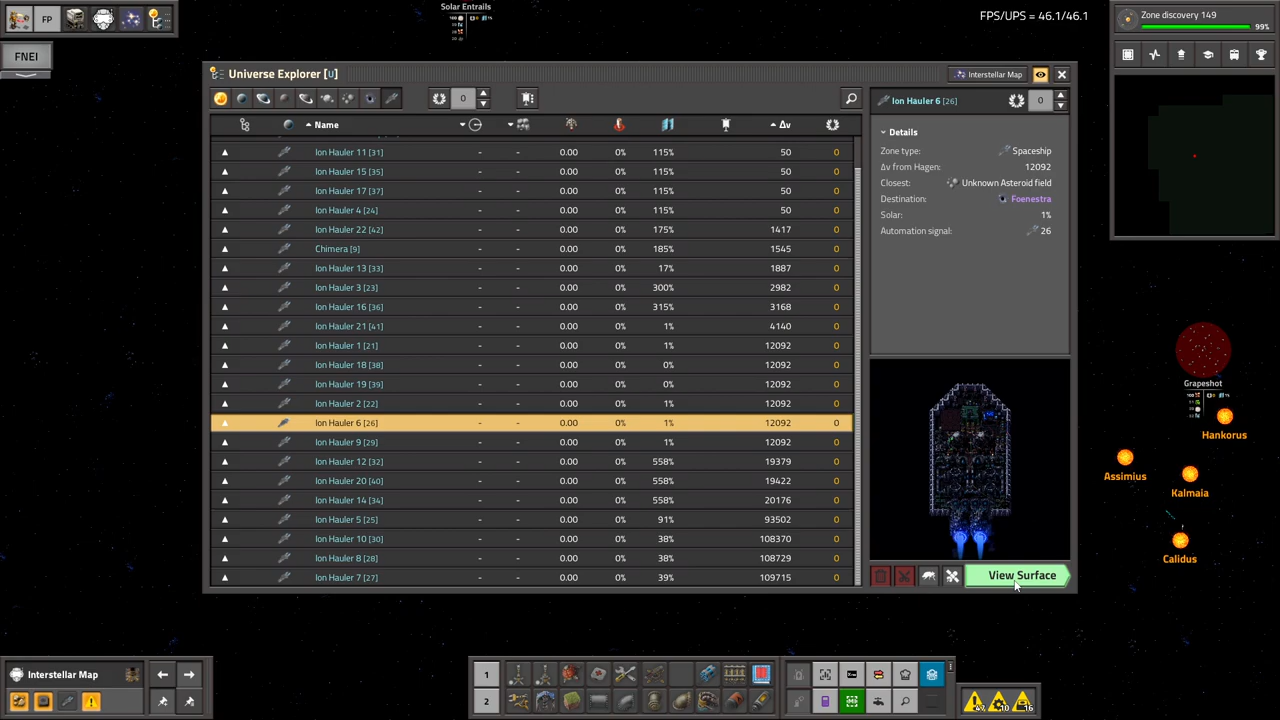 Solar Entrails
FPS/UPS = 46.1/46.1
Zone discovery 149
99%
FP
FNEI
Universe Explorer [U]
Interstellar Map
0
Ion Hauler 6 [26]
0
Name
Δv
Ion Hauler 11 [31] - - 0.00 0% 115% 50 0
Ion Hauler 15 [35] - - 0.00 0% 115% 50 0
Ion Hauler 17 [37] - - 0.00 0% 115% 50 0
Ion Hauler 4 [24] - - 0.00 0% 115% 50 0
Ion Hauler 22 [42] - - 0.00 0% 175% 1417 0
Chimera [9] - - 0.00 0% 185% 1545 0
Ion Hauler 13 [33] - - 0.00 0% 17% 1887 0
Ion Hauler 3 [23] - - 0.00 0% 300% 2982 0
Ion Hauler 16 [36] - - 0.00 0% 315% 3168 0
Ion Hauler 21 [41] - - 0.00 0% 1% 4140 0
Ion Hauler 1 [21] - - 0.00 0% 1% 12092 0
Ion Hauler 18 [38] - - 0.00 0% 0% 12092 0
Ion Hauler 19 [39] - - 0.00 0% 0% 12092 0
Ion Hauler 2 [22] - - 0.00 0% 1% 12092 0
Ion Hauler 6 [26] - - 0.00 0% 1% 12092 0
Ion Hauler 9 [29] - - 0.00 0% 1% 12092 0
Ion Hauler 12 [32] - - 0.00 0% 558% 19379 0
Ion Hauler 20 [40] - - 0.00 0% 558% 19422 0
Ion Hauler 14 [34] - - 0.00 0% 558% 20176 0
Ion Hauler 5 [25] - - 0.00 0% 91% 93502 0
Ion Hauler 10 [30] - - 0.00 0% 38% 108370 0
Ion Hauler 8 [28] - - 0.00 0% 38% 108729 0
Ion Hauler 7 [27] - - 0.00 0% 39% 109715 0
Details
Zone type: Spaceship
Δv from Hagen: 12092
Closest: Unknown Asteroid field
Destination: Foenestra
Solar: 1%
Automation signal: 26
View Surface
Grapeshot
Hankorus
Assimius
Kalmaia
Calidus
Interstellar Map
1
2
10
16